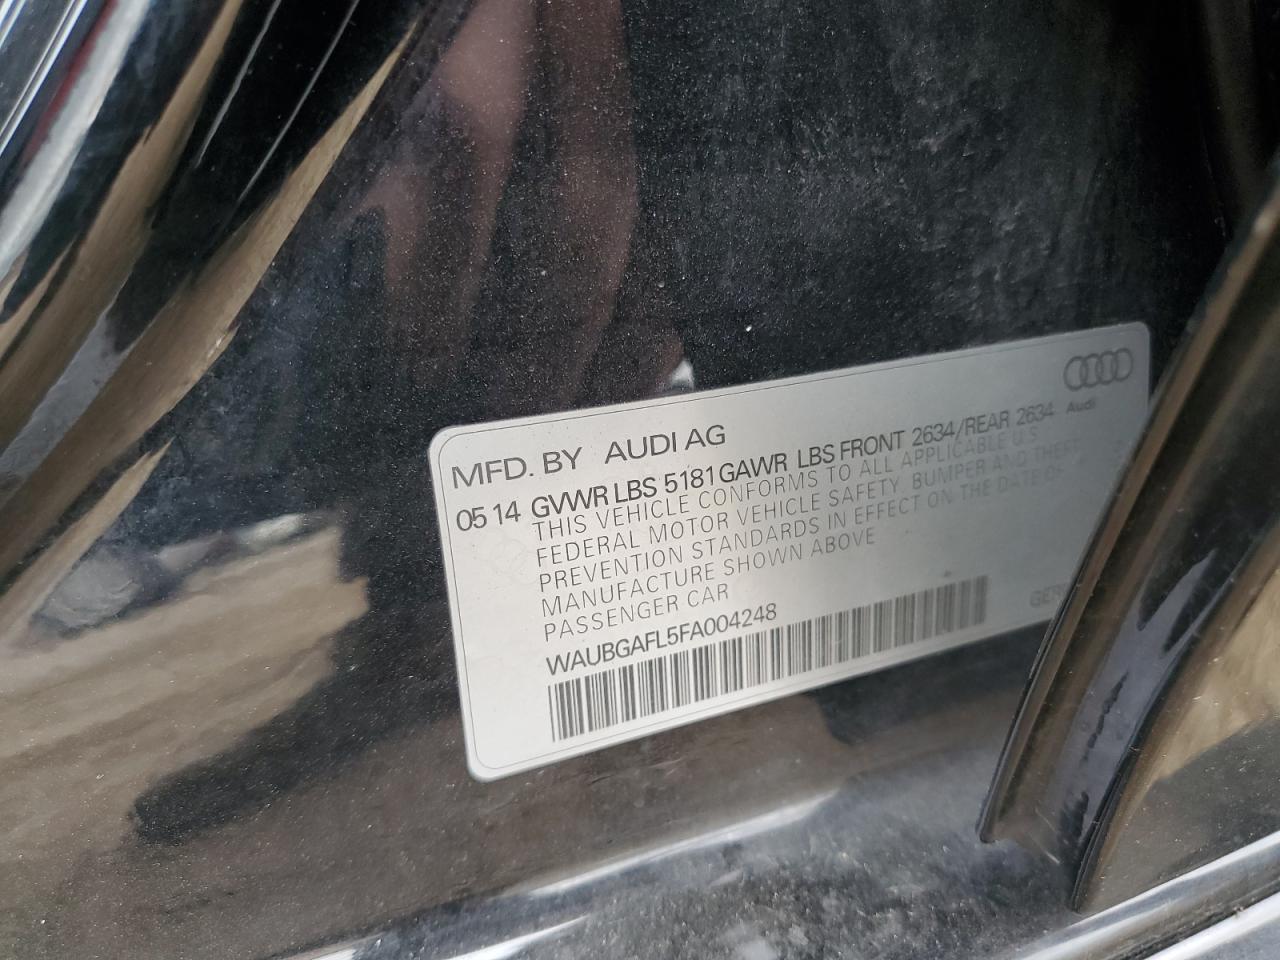 MFD. BY AUDI AG
Audi
05 14 GVWR LBS 5181 GAWR LBS FRONT 2634/REAR 2634
THIS VEHICLE CONFORMS TO ALL APPLICABLE U.S.
FEDERAL MOTOR VEHICLE SAFETY BUMPER AND THEFT
PREVENTION STANDARDS IN EFFECT ON THE DATE OF
MANUFACTURE SHOWN ABOVE
PASSENGER CAR
WAUBGAFL5FA004248